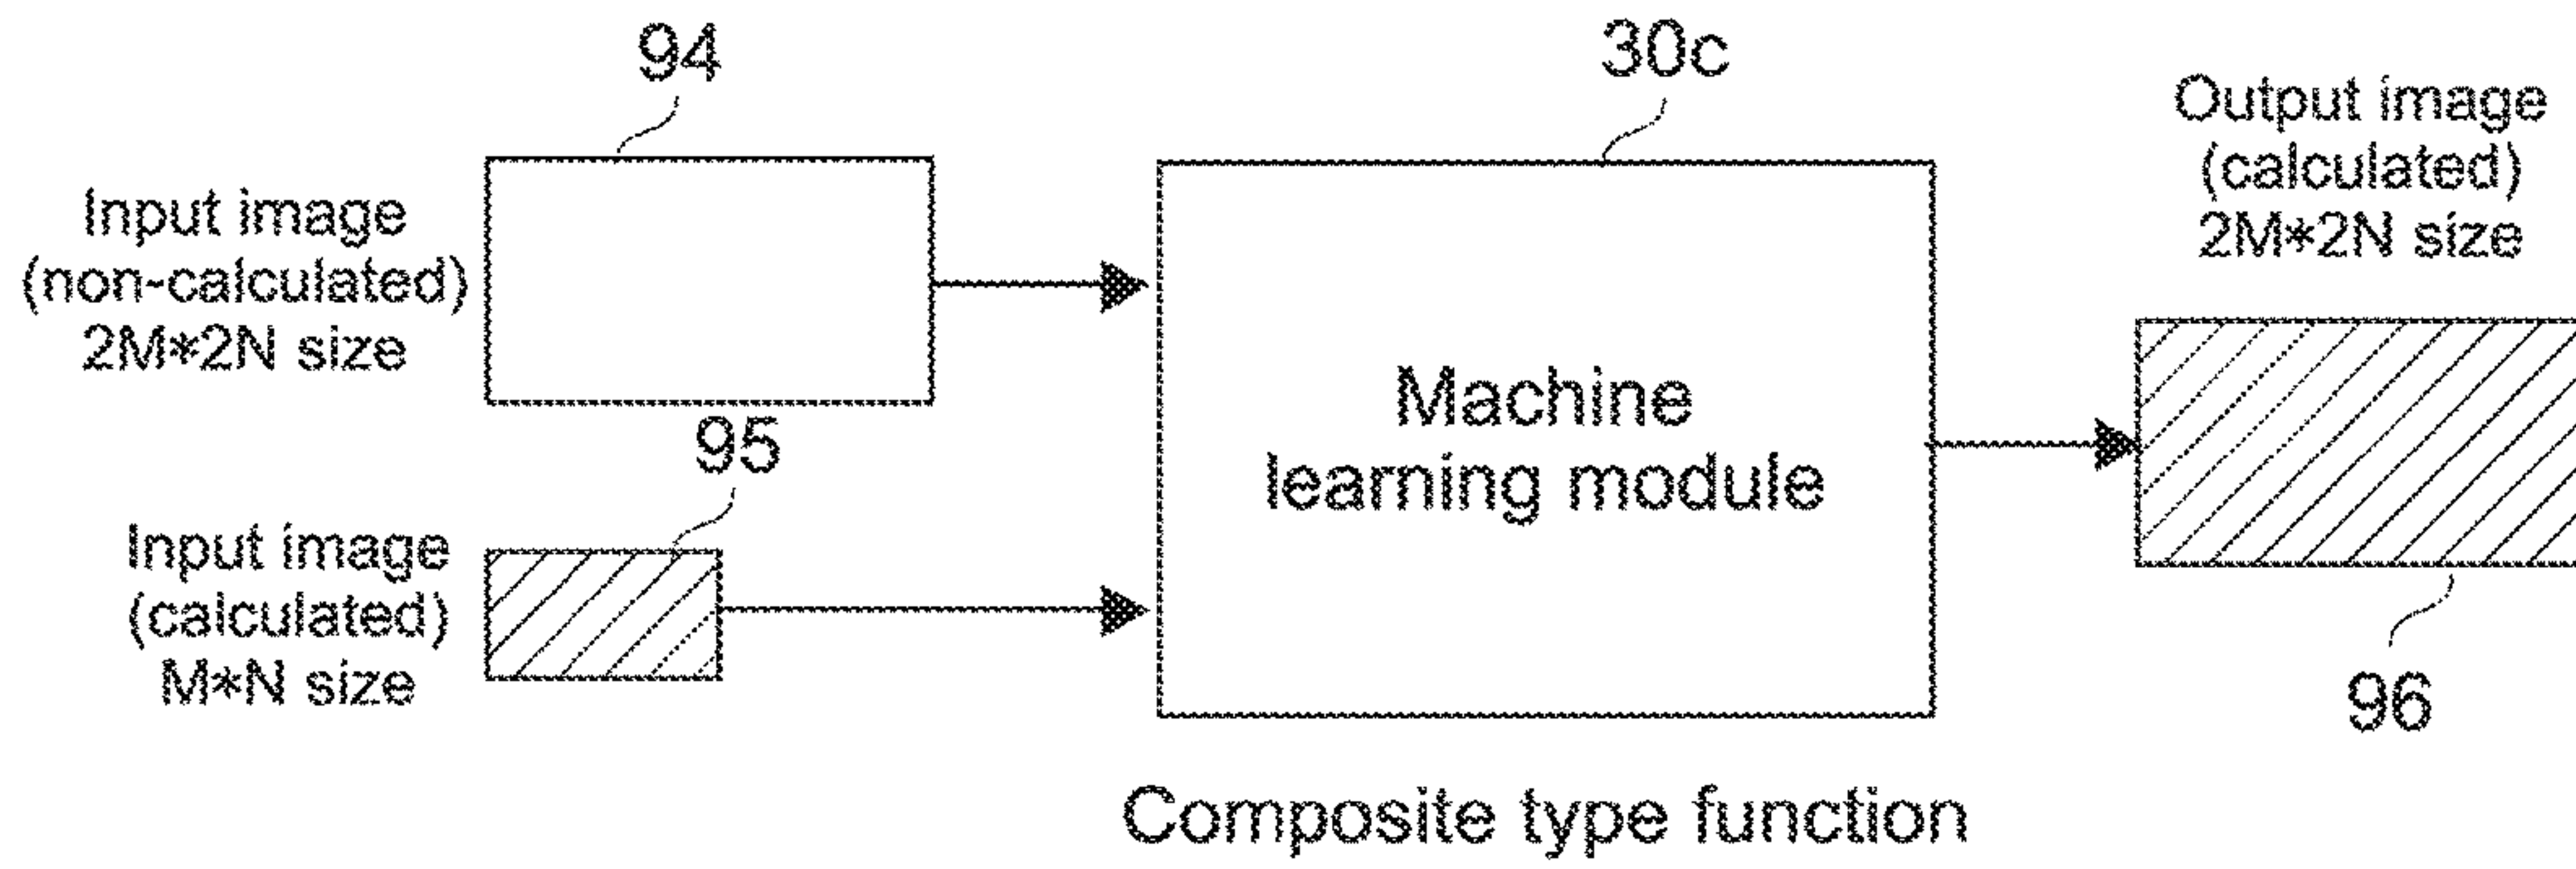 94
30c
Output image
(calculated)
2M*2N size
Input image
(non-calculated)
2M*2N size
95
Machine
learning module
Input image
(calculated)
M*N size
96
Composite type function